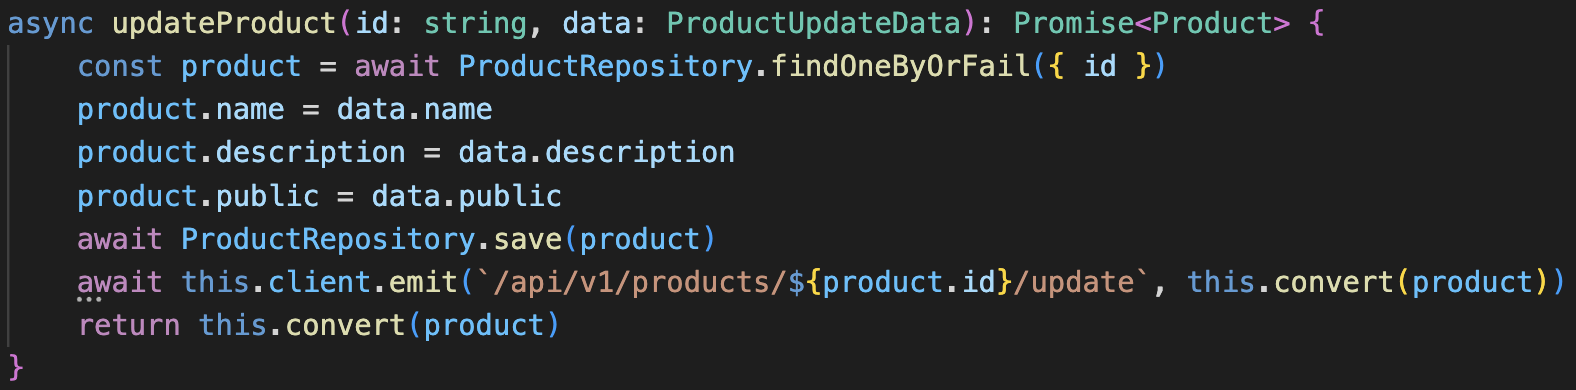 async updateProduct(id: string, data: ProductUpdateData): Promise<Product> {
    const product = await ProductRepository.findOneByOrFail({ id })
    product.name = data.name
    product.description = data.description
    product.public = data.public
    await ProductRepository.save(product)
    await this.client.emit(`/api/v1/products/${product.id}/update`, this.convert(product))
    return this.convert(product)
}